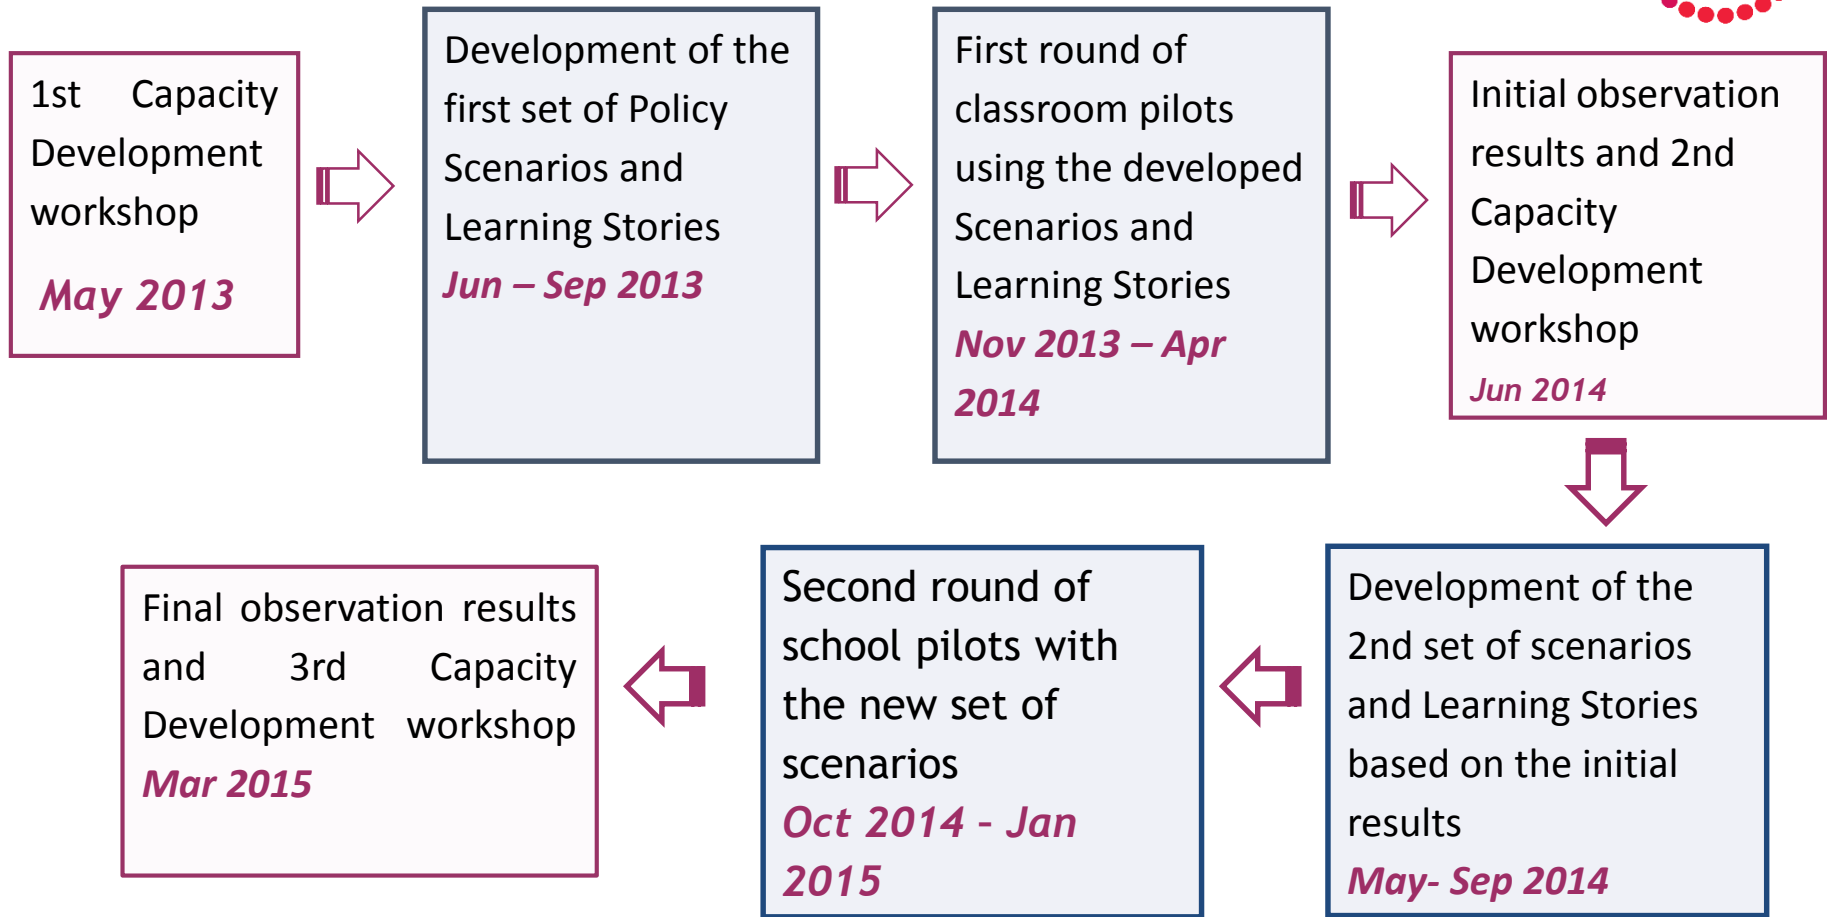 1st Capacity
Development
workshop
May 2013
Development of the
first set of Policy
Scenarios and
Learning Stories
Jun – Sep 2013
First round of
classroom pilots
using the developed
Scenarios and
Learning Stories
Nov 2013 – Apr
2014
Initial observation
results and 2nd
Capacity
Development
workshop
Jun 2014
Development of the
2nd set of scenarios
and Learning Stories
based on the initial
results
May- Sep 2014
Second round of
school pilots with
the new set of
scenarios
Oct 2014 - Jan
2015
Final observation results
and 3rd Capacity
Development workshop
Mar 2015